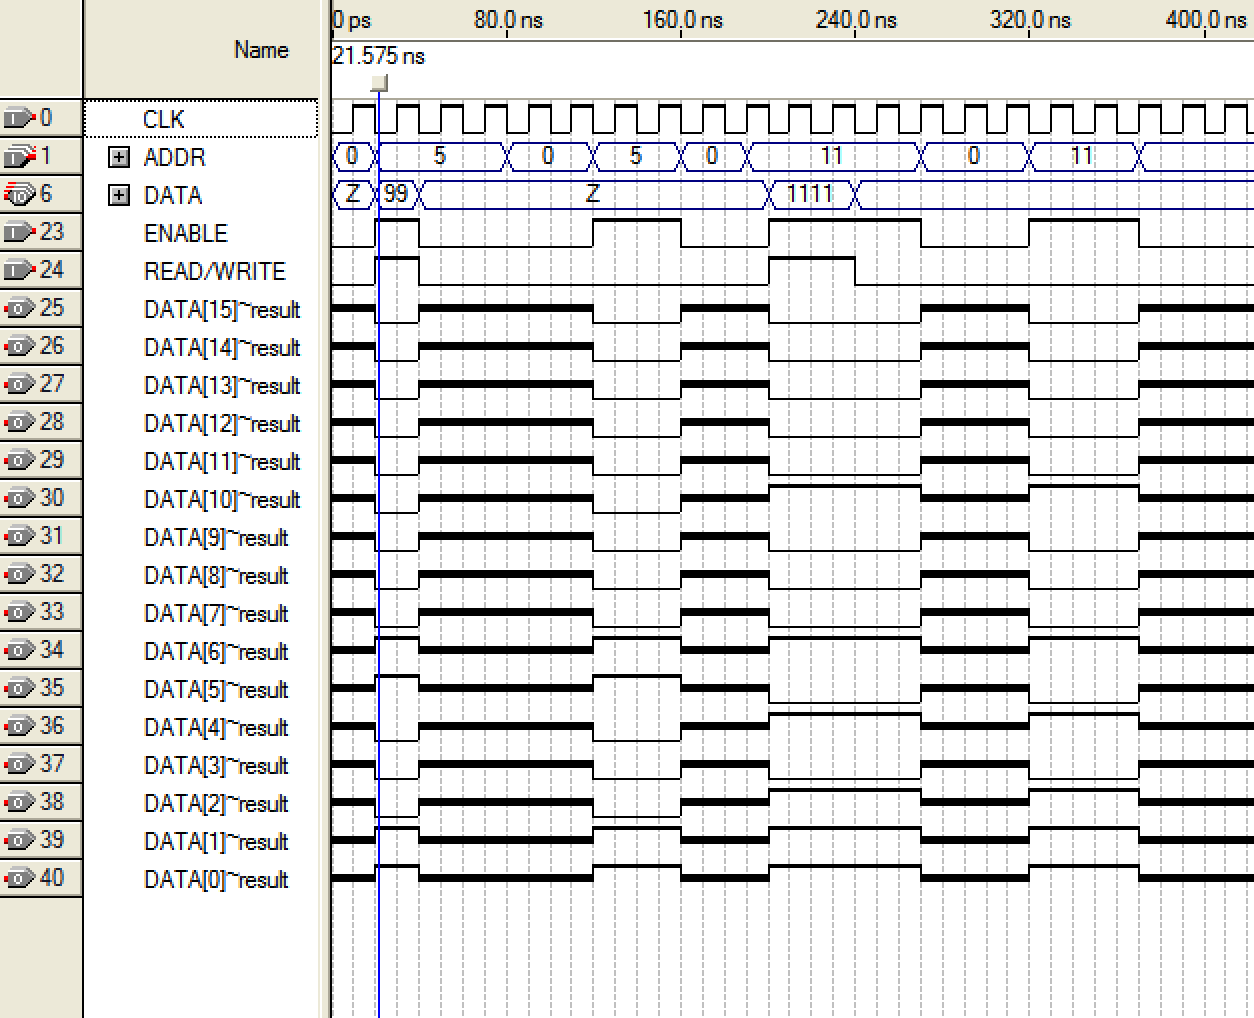 0 ps 80.0 ns 160.0 ns 240.0 ns 320.0 ns 400.0 ns
Name
21.575 ns
0 CLK
1 ADDR 0 5 0 5 0 11 0 11
6 DATA Z 99 Z 1111
23 ENABLE
24 READ/WRITE
25 DATA[15]~result
26 DATA[14]~result
27 DATA[13]~result
28 DATA[12]~result
29 DATA[11]~result
30 DATA[10]~result
31 DATA[9]~result
32 DATA[8]~result
33 DATA[7]~result
34 DATA[6]~result
35 DATA[5]~result
36 DATA[4]~result
37 DATA[3]~result
38 DATA[2]~result
39 DATA[1]~result
40 DATA[0]~result